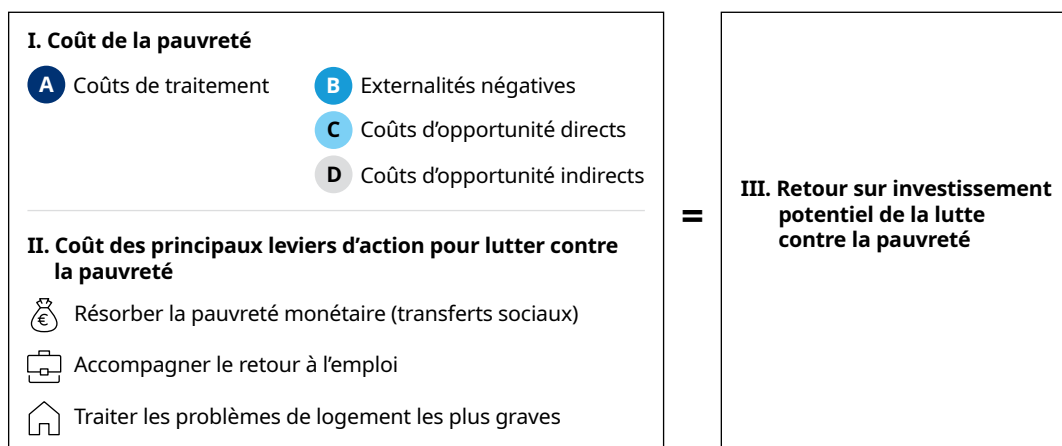 I. Coût de la pauvreté
A Coûts de traitement
B Externalités négatives
C Coûts d'opportunité directs
D Coûts d'opportunité indirects
II. Coût des principaux leviers d'action pour lutter contre
la pauvreté
€ Résorber la pauvreté monétaire (transferts sociaux)
Accompagner le retour à l'emploi
Traiter les problèmes de logement les plus graves
=
III. Retour sur investissement
potentiel de la lutte
contre la pauvreté